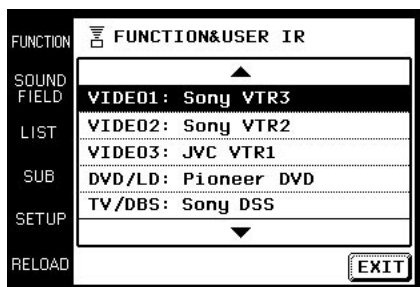 FUNCTION
SOUND
FIELD
LIST
SUB
SETUP
RELOAD
FUNCTION&USER IR
VIDEO1: Sony VTR3
VIDEO2: Sony VTR2
VIDEO3: JVC VTR1
DVD/LD: Pioneer DVD
TV/DBS: Sony DSS
EXIT